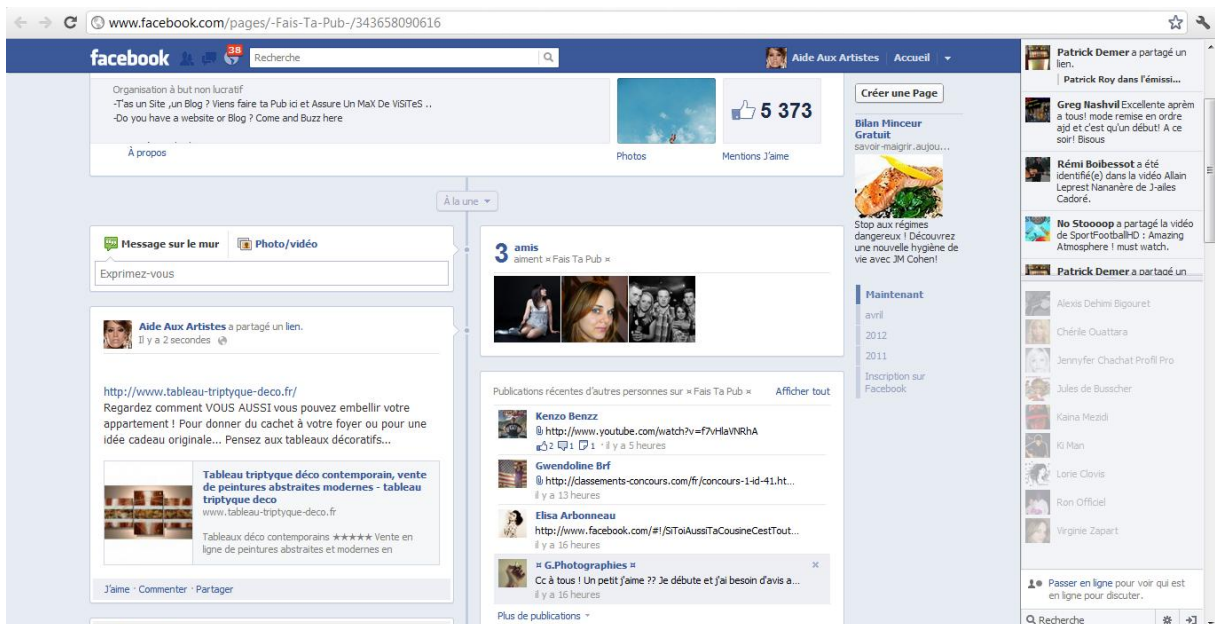 www.facebook.com/pages/-Fais-Ta-Pub-/343658090616
facebook
38
Recherche
Aide Aux Artistes
Accueil
Organisation à but non lucratif
-T'as un Site ,un Blog ? Viens faire ta Pub ici et Assure Un MaX De ViSiTeS ..
-Do you have a website or Blog ? Come and Buzz here
À propos
Photos
5 373
Mentions J'aime
À la une
Message sur le mur
Photo/vidéo
Exprimez-vous
Aide Aux Artistes a partagé un lien.
Il y a 2 secondes
http://www.tableau-triptyque-deco.fr/
Regardez comment VOUS AUSSI vous pouvez embellir votre
appartement ! Pour donner du cachet à votre foyer ou pour une
idée cadeau originale... Pensez aux tableaux décoratifs...
Tableau triptyque déco contemporain, vente
de peintures abstraites modernes - tableau
triptyque deco
www.tableau-triptyque-deco.fr
Tableaux déco contemporains ★★★★★ Vente en
ligne de peintures abstraites et modernes en
J'aime · Commenter · Partager
3 amis
aiment ¤ Fais Ta Pub ¤
Publications récentes d'autres personnes sur ¤ Fais Ta Pub ¤
Afficher tout
Kenzo Benzz
http://www.youtube.com/watch?v=f7vHlaVNRhA
2 1 1 · il y a 5 heures
Gwendoline Brf
http://classements-concours.com/fr/concours-1-id-41.ht...
il y a 13 heures
Elisa Arbonneau
http://www.facebook.com/#!/SiToiAussiTaCousineCestTout...
il y a 16 heures
¤ G.Photographies ¤
Cc à tous ! Un petit j'aime ?? Je débute et j'ai besoin d'avis a...
il y a 16 heures
Plus de publications
Créer une Page
Bilan Minceur
Gratuit
savoir-maigrir.aujou...
Stop aux régimes
dangereux ! Découvrez
une nouvelle hygiène de
vie avec JM Cohen!
Maintenant
avril
2012
2011
Inscription sur
Facebook
Patrick Demer a partagé un
lien.
Patrick Roy dans l'émissi...
Greg Nashvil Excellente aprèm
a tous! mode remise en ordre
ajd et c'est qu'un début! A ce
soir! Bisous
Rémi Boibessot a été
identifié(e) dans la vidéo Allain
Leprest Nananère de J-ailes
Cadoré.
No Stoooop a partagé la vidéo
de SportFootballHD : Amazing
Atmosphere ! must watch.
Patrick Demer a partagé un
Alexis Dehimi Bigouret
Chérile Ouattara
Jennyfer Chachat Profil Pro
Jules de Busscher
Kaina Mezidi
Ki Man
Lorie Clovis
Ron Officiel
Virginie Zapart
Passer en ligne pour voir qui est
en ligne pour discuter.
Recherche